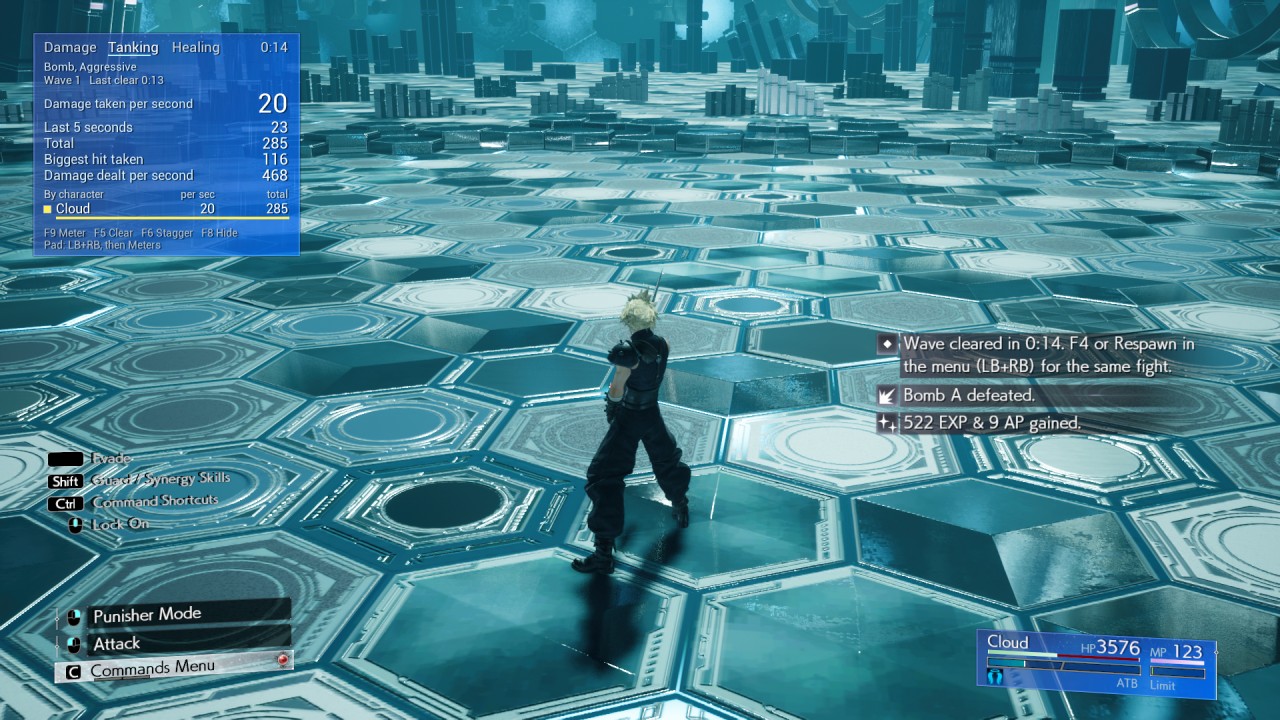 Damage Tanking Healing 0:14
Bomb, Aggressive
Wave 1 Last clear 0:13
Damage taken per second 20
Last 5 seconds 23
Total 285
Biggest hit taken 116
Damage dealt per second 468
By character per sec total
Cloud 20 285
F9 Meter F5 Clear F6 Stagger F8 Hide
Pad: LB+RB, then Meters
Wave cleared in 0:14. F4 or Respawn in
the menu (LB+RB) for the same fight.
Bomb A defeated.
522 EXP & 9 AP gained.
Evade
Shift Guard / Synergy Skills
Ctrl Command Shortcuts
Lock On
Punisher Mode
Attack
C Commands Menu
Cloud HP3576 MP 123
ATB Limit